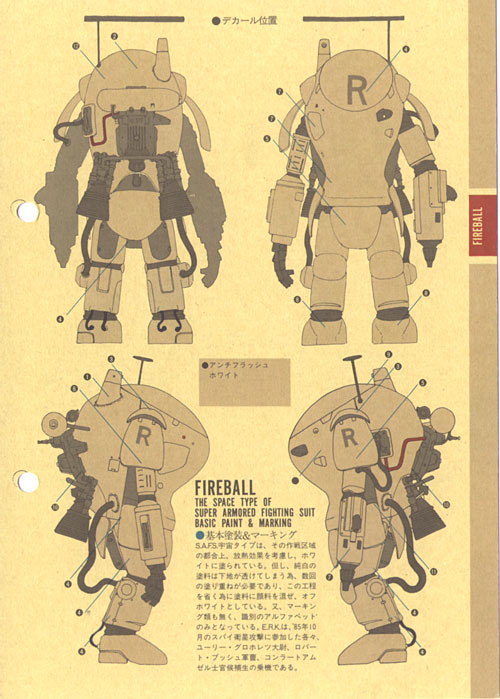 ●デカール位置
R
FIREBALL
●アンチフラッシュ
ホワイト
R
R
FIREBALL
THE SPACE TYPE OF
SUPER ARMORED FIGHTING SUIT
BASIC PAINT & MARKING
●基本塗装&マーキング
S.A.F.S.宇宙タイプは、その作戦区域
の都合上。放熱効果を考慮し、ホワ
イトに塗られている。但し、純白の
塗料は下地が透けてしまう為、数回
の塗り重ねが必要であり、この工程
を省く為に塗料に顔料を混ぜ、オフ
ホワイトとしている。又、マーキン
グ類も無く、識別のアルファベッド
のみとなっている。E.R.K.は、'85年10
月のスパイ衛星攻撃に参加した各々、
ユーリー・グロホレツ大尉、ロバー
ト・ブッシュ軍曹、コンラートアム
ゼル士官候補生の乗機である。